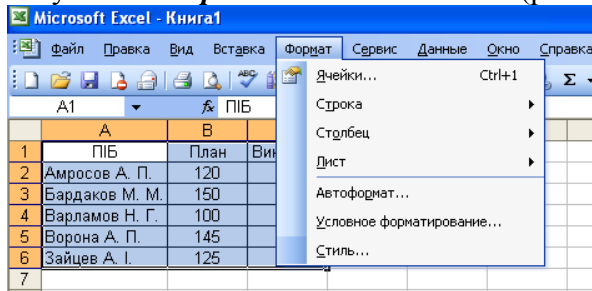 Microsoft Excel - Книга1
Файл Правка Вид Вставка Формат Сервис Данные Окно Справка
Ячейки... Ctrl+1
Строка
Столбец
Лист
Автоформат...
Условное форматирование...
Стиль...
A1 fx ПІБ
A B
1 ПІБ План
2 Амросов А. П. 120
3 Бардаков М. М. 150
4 Варламов Н. Г. 100
5 Ворона А. П. 145
6 Зайцев А. І. 125
7